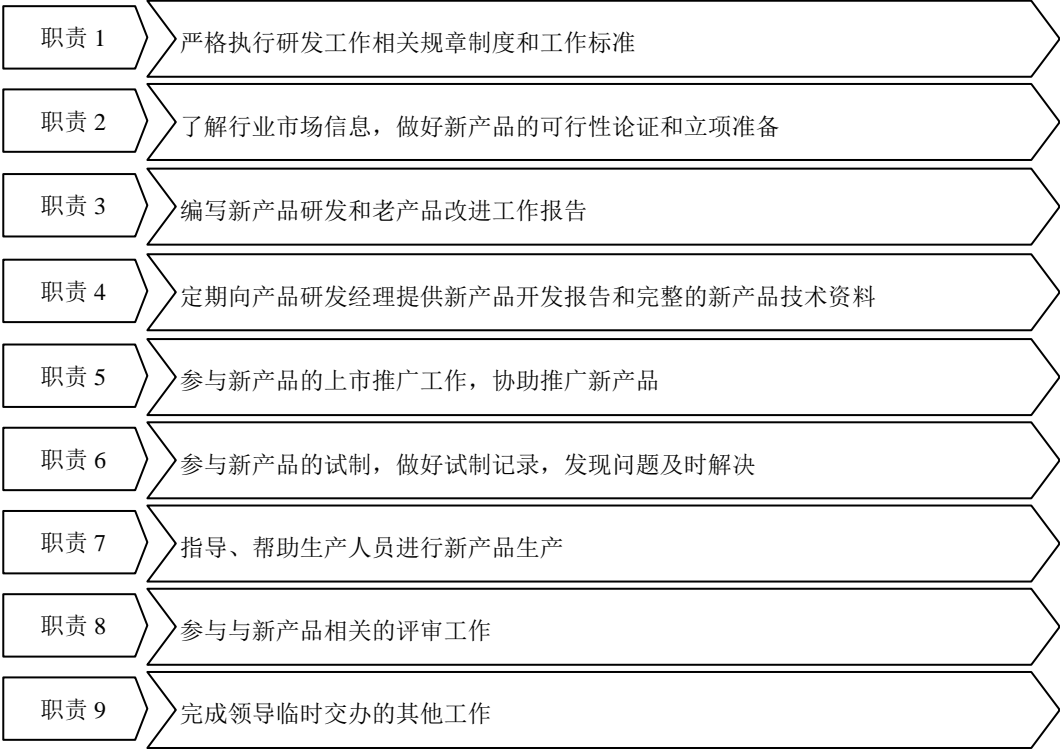 职责 1
严格执行研发工作相关规章制度和工作标准
职责 2
了解行业市场信息，做好新产品的可行性论证和立项准备
职责 3
编写新产品研发和老产品改进工作报告
职责 4
定期向产品研发经理提供新产品开发报告和完整的新产品技术资料
职责 5
参与新产品的上市推广工作，协助推广新产品
职责 6
参与新产品的试制，做好试制记录，发现问题及时解决
职责 7
指导、帮助生产人员进行新产品生产
职责 8
参与与新产品相关的评审工作
职责 9
完成领导临时交办的其他工作